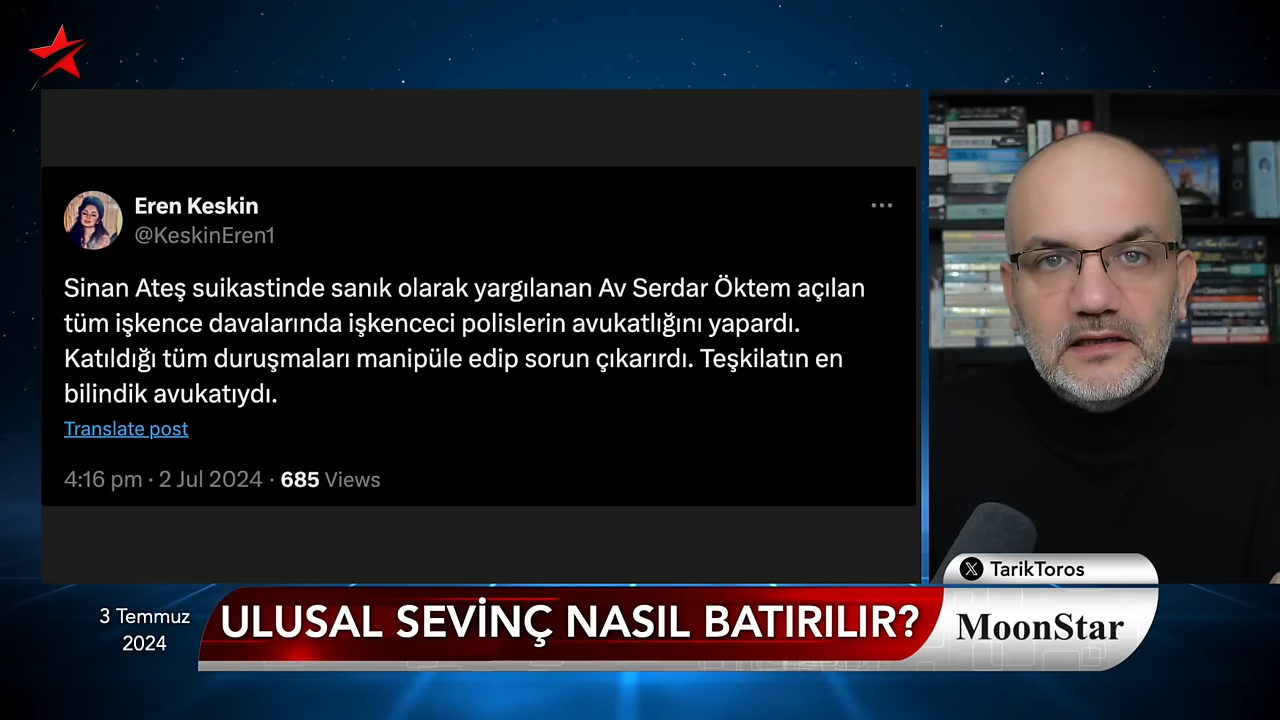 Eren Keskin
@KeskinEren1
Sinan Ateş suikastinde sanık olarak yargılanan Av Serdar Öktem açılan
tüm işkence davalarında işkenceci polislerin avukatlığını yapardı.
Katıldığı tüm duruşmaları manipüle edip sorun çıkarırdı. Teşkilatın en
bilindik avukatıydı.
Translate post
4:16 pm · 2 Jul 2024 · 685 Views
TarikToros
3 Temmuz
2024
ULUSAL SEVİNÇ NASIL BATIRILIR?
MoonStar